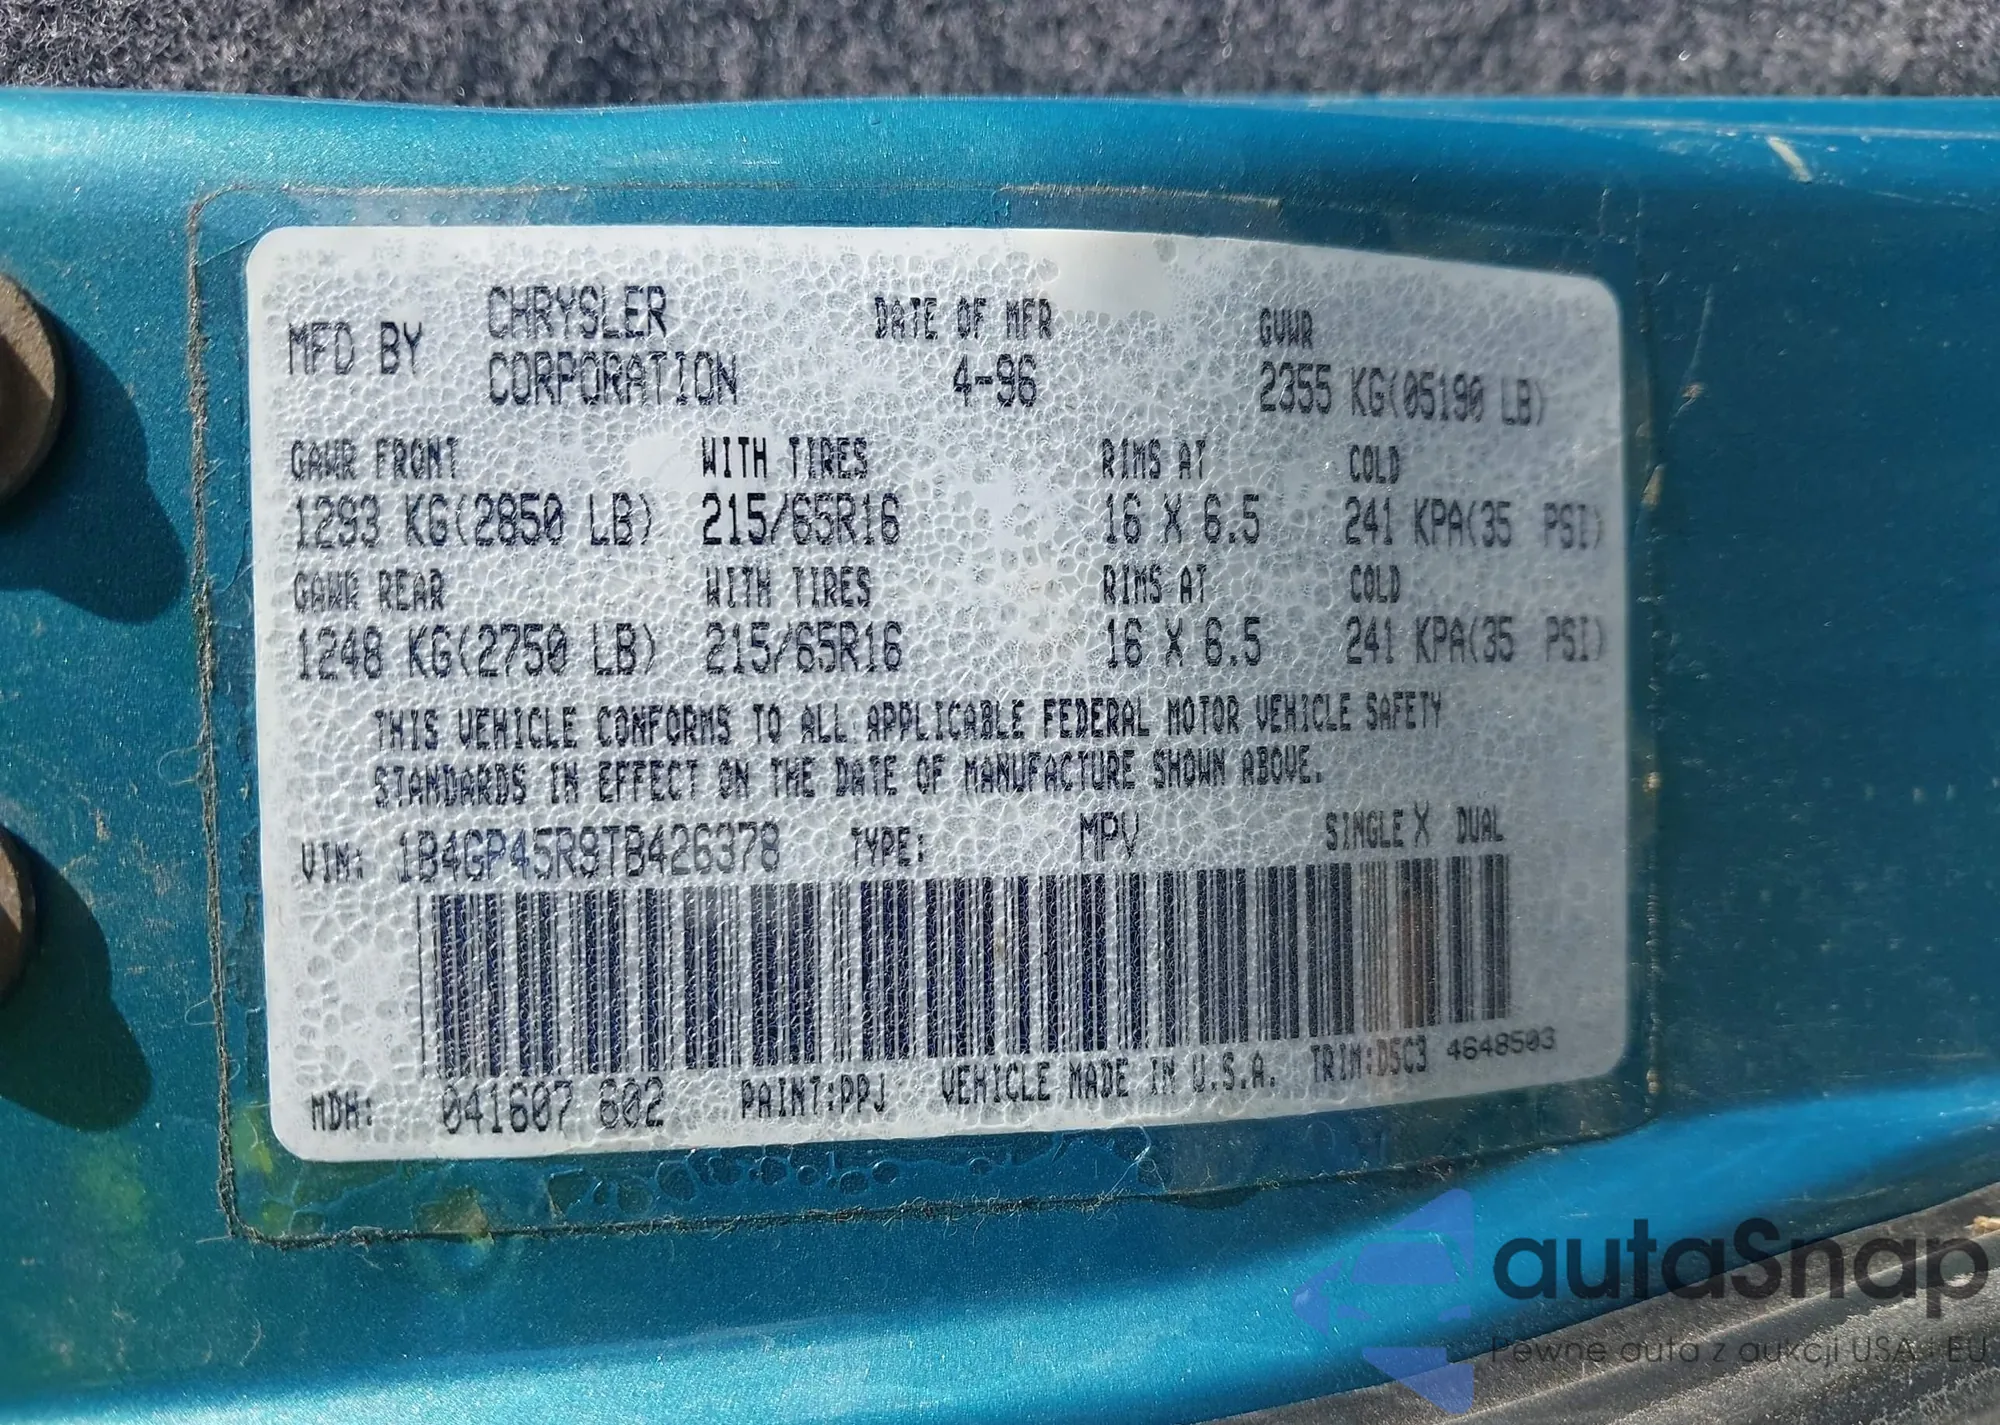 MFD BY CHRYSLER CORPORATION DATE OF MFR 4-96 GVWR 2355 KG(05190 LB)
GAWR FRONT WITH TIRES RIMS AT COLD
1293 KG(2850 LB) 215/65R16 16 X 6.5 241 KPA(35 PSI)
GAWR REAR WITH TIRES RIMS AT COLD
1248 KG(2750 LB) 215/65R16 16 X 6.5 241 KPA(35 PSI)
THIS VEHICLE CONFORMS TO ALL APPLICABLE FEDERAL MOTOR VEHICLE SAFETY
STANDARDS IN EFFECT ON THE DATE OF MANUFACTURE SHOWN ABOVE.
VIN: 1B4GP45R9TB426378 TYPE: MPV SINGLE X DUAL
MDH: 041607 602 PAINT:PPJ VEHICLE MADE IN U.S.A. TRIM:D5C3 4648503
autaSnap
Pewne auta z aukcji USA i EU